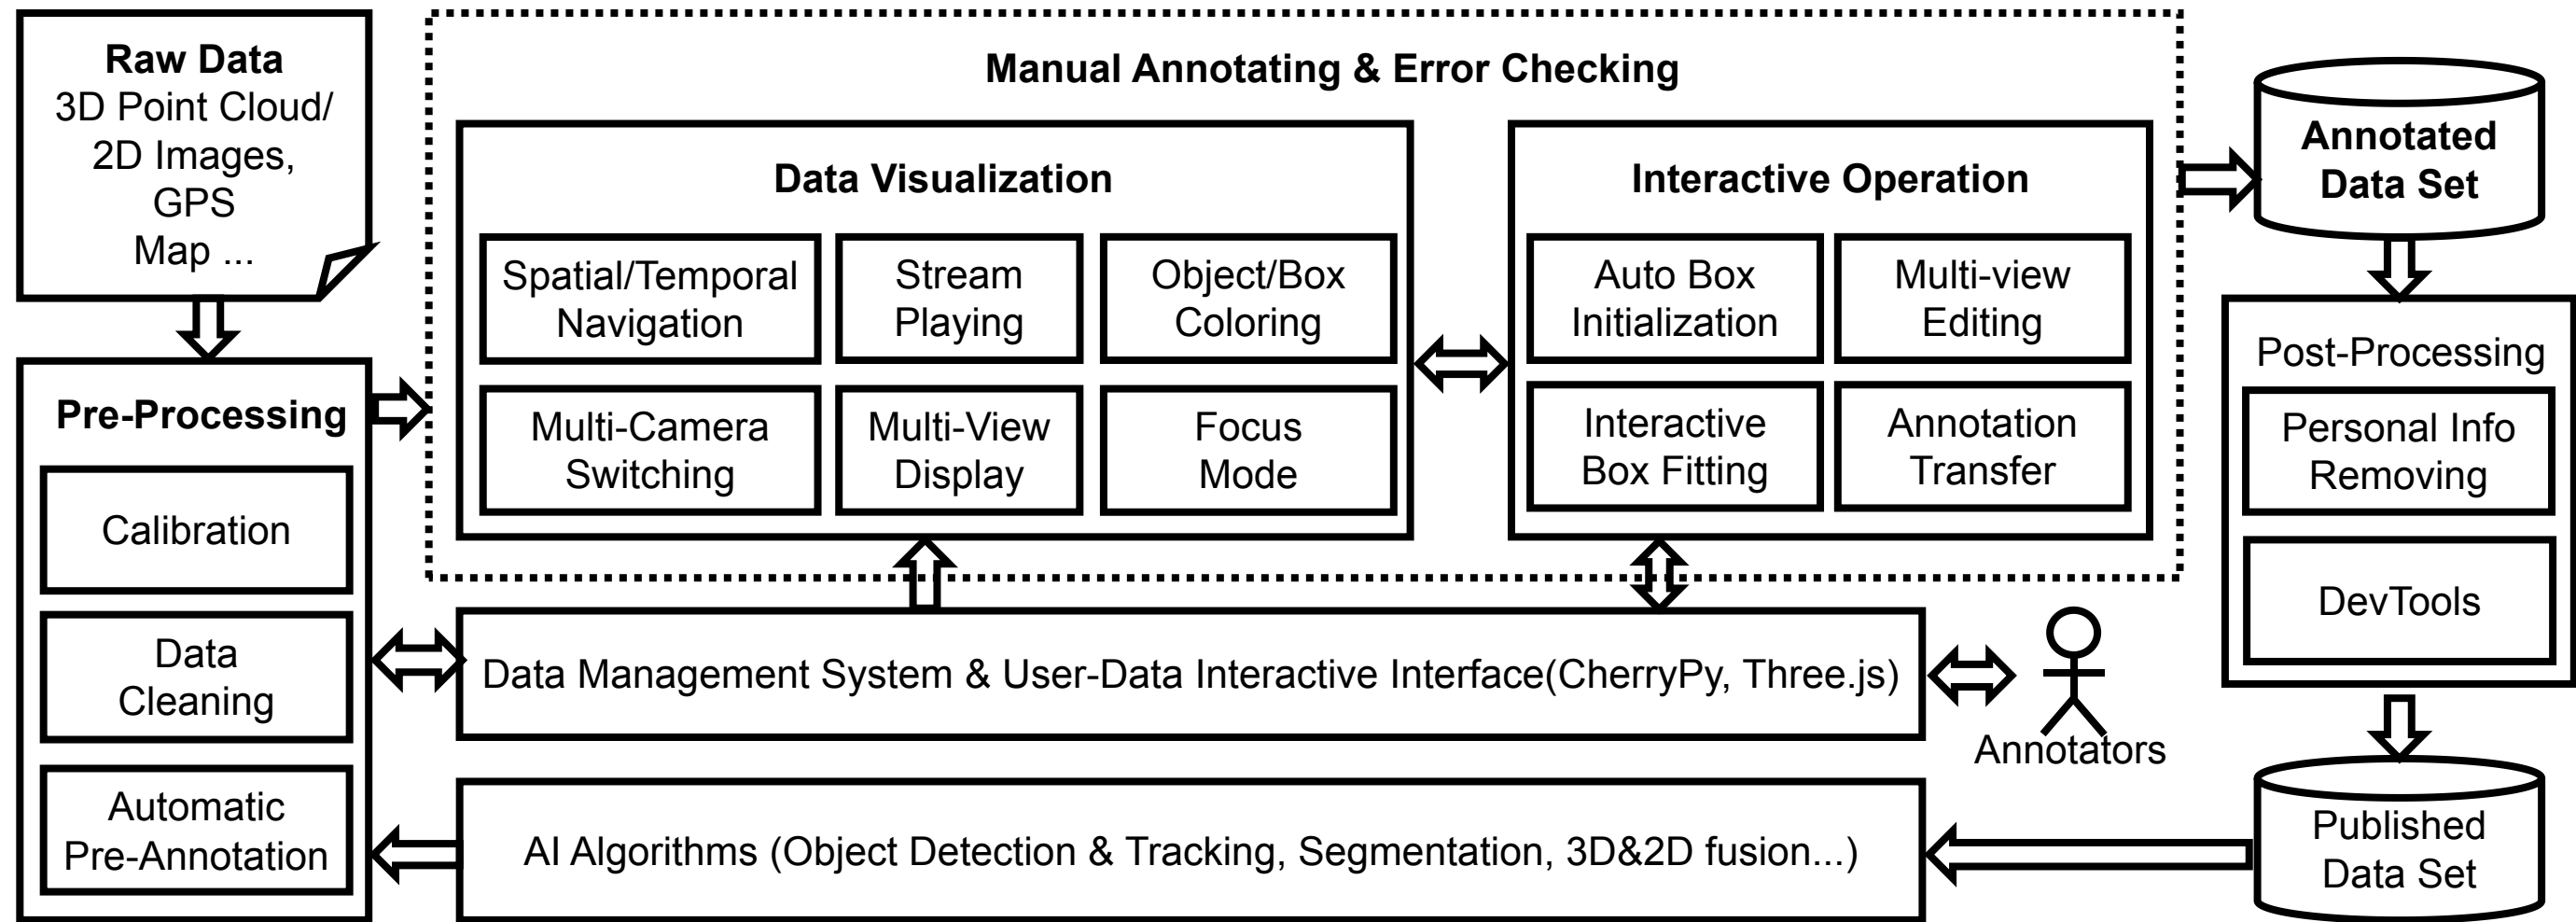 Raw Data
3D Point Cloud/
2D Images,
GPS
Map ...
Pre-Processing
Calibration
Data
Cleaning
Automatic
Pre-Annotation
Manual Annotating & Error Checking
Data Visualization
Spatial/Temporal
Navigation
Stream
Playing
Object/Box
Coloring
Multi-Camera
Switching
Multi-View
Display
Focus
Mode
Interactive Operation
Auto Box
Initialization
Multi-view
Editing
Interactive
Box Fitting
Annotation
Transfer
Data Management System & User-Data Interactive Interface(CherryPy, Three.js)
Annotators
AI Algorithms (Object Detection & Tracking, Segmentation, 3D&2D fusion...)
Annotated
Data Set
Post-Processing
Personal Info
Removing
DevTools
Published
Data Set